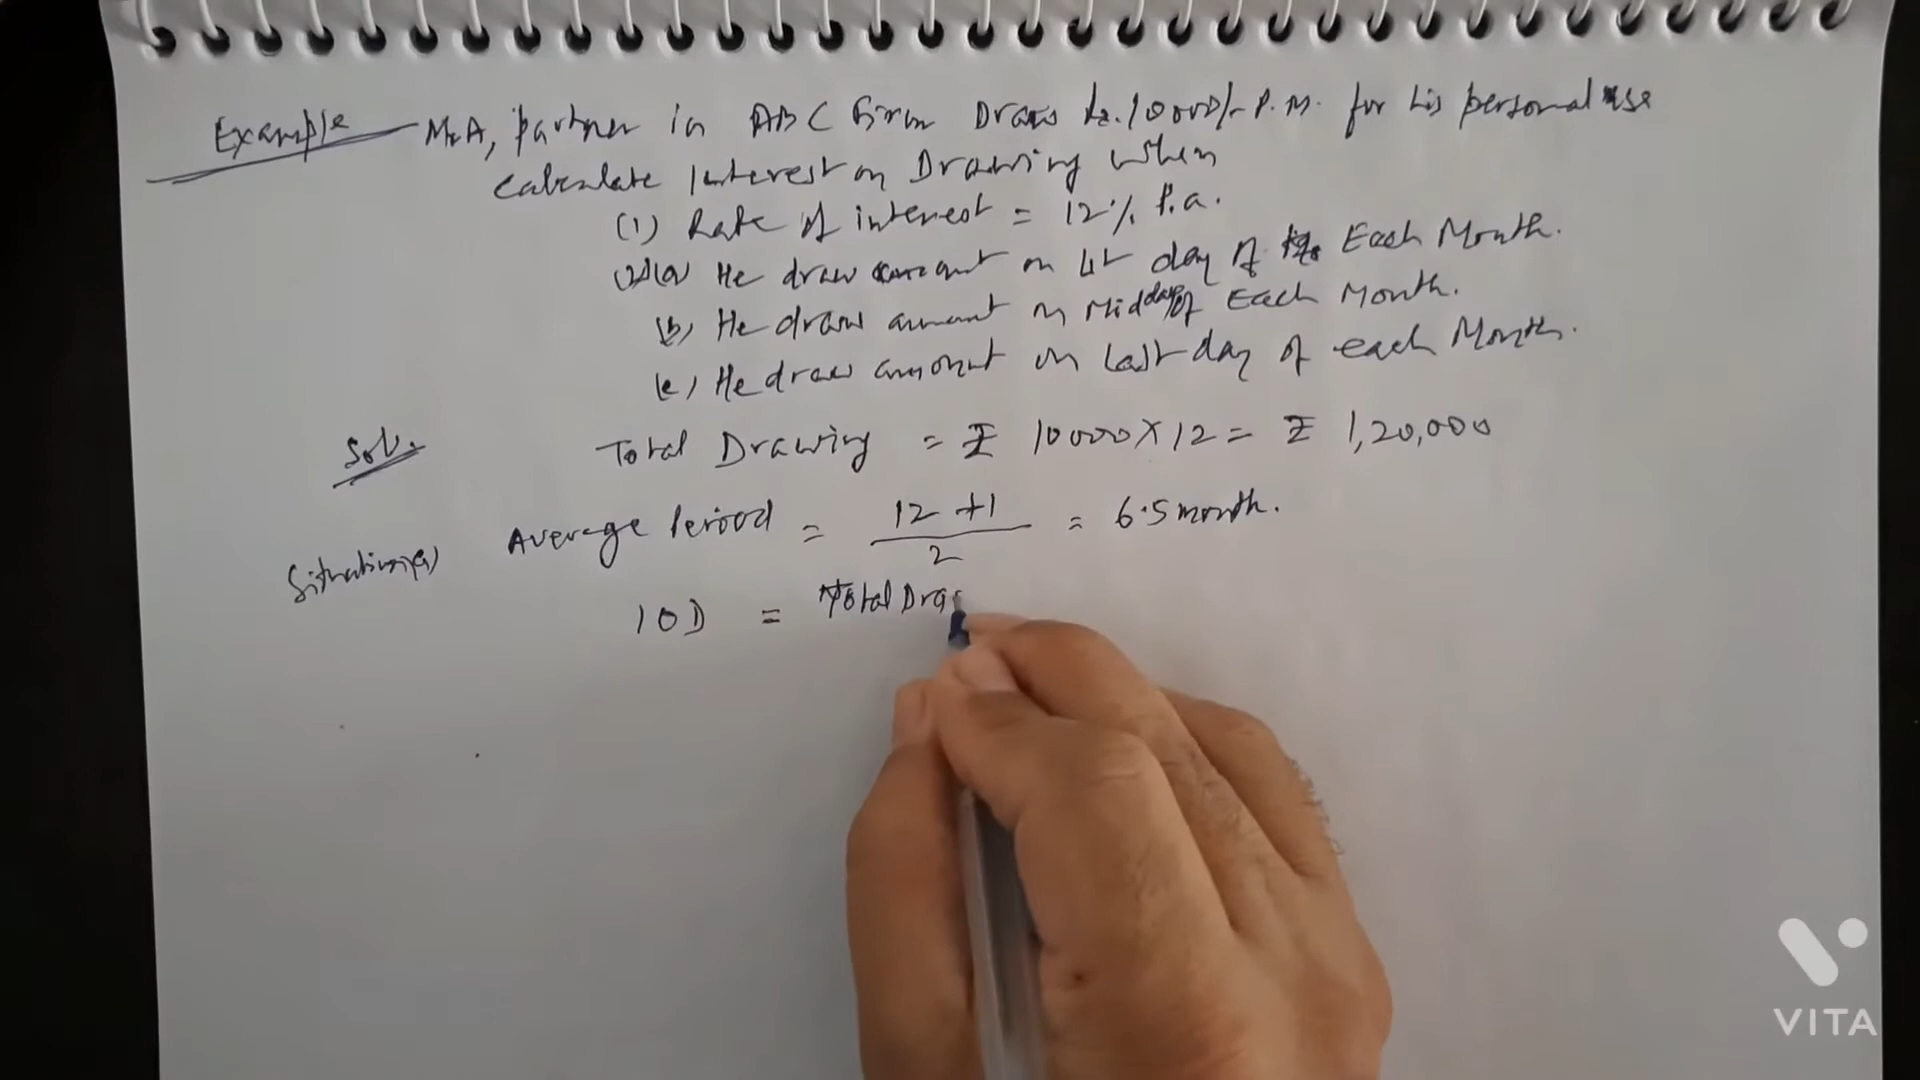 Example Mr A, partner in ABC Firm Draws Rs. 10000/- P.M. for his personal use
Calculate Interest on Drawing when
(1) Rate of interest = 12% P.a.
(2)(a) He draw amount on 1st day of Each Month.
(b) He draw amount on Mid day of Each Month.
(c) He draw amount on last day of each Month.
Sol. Total Drawing = ₹ 10000 X 12 = ₹ 1,20,000
Situation(a) Average Period = 12 + 1 / 2 = 6.5 month.
IOD = Total Dra
VITA